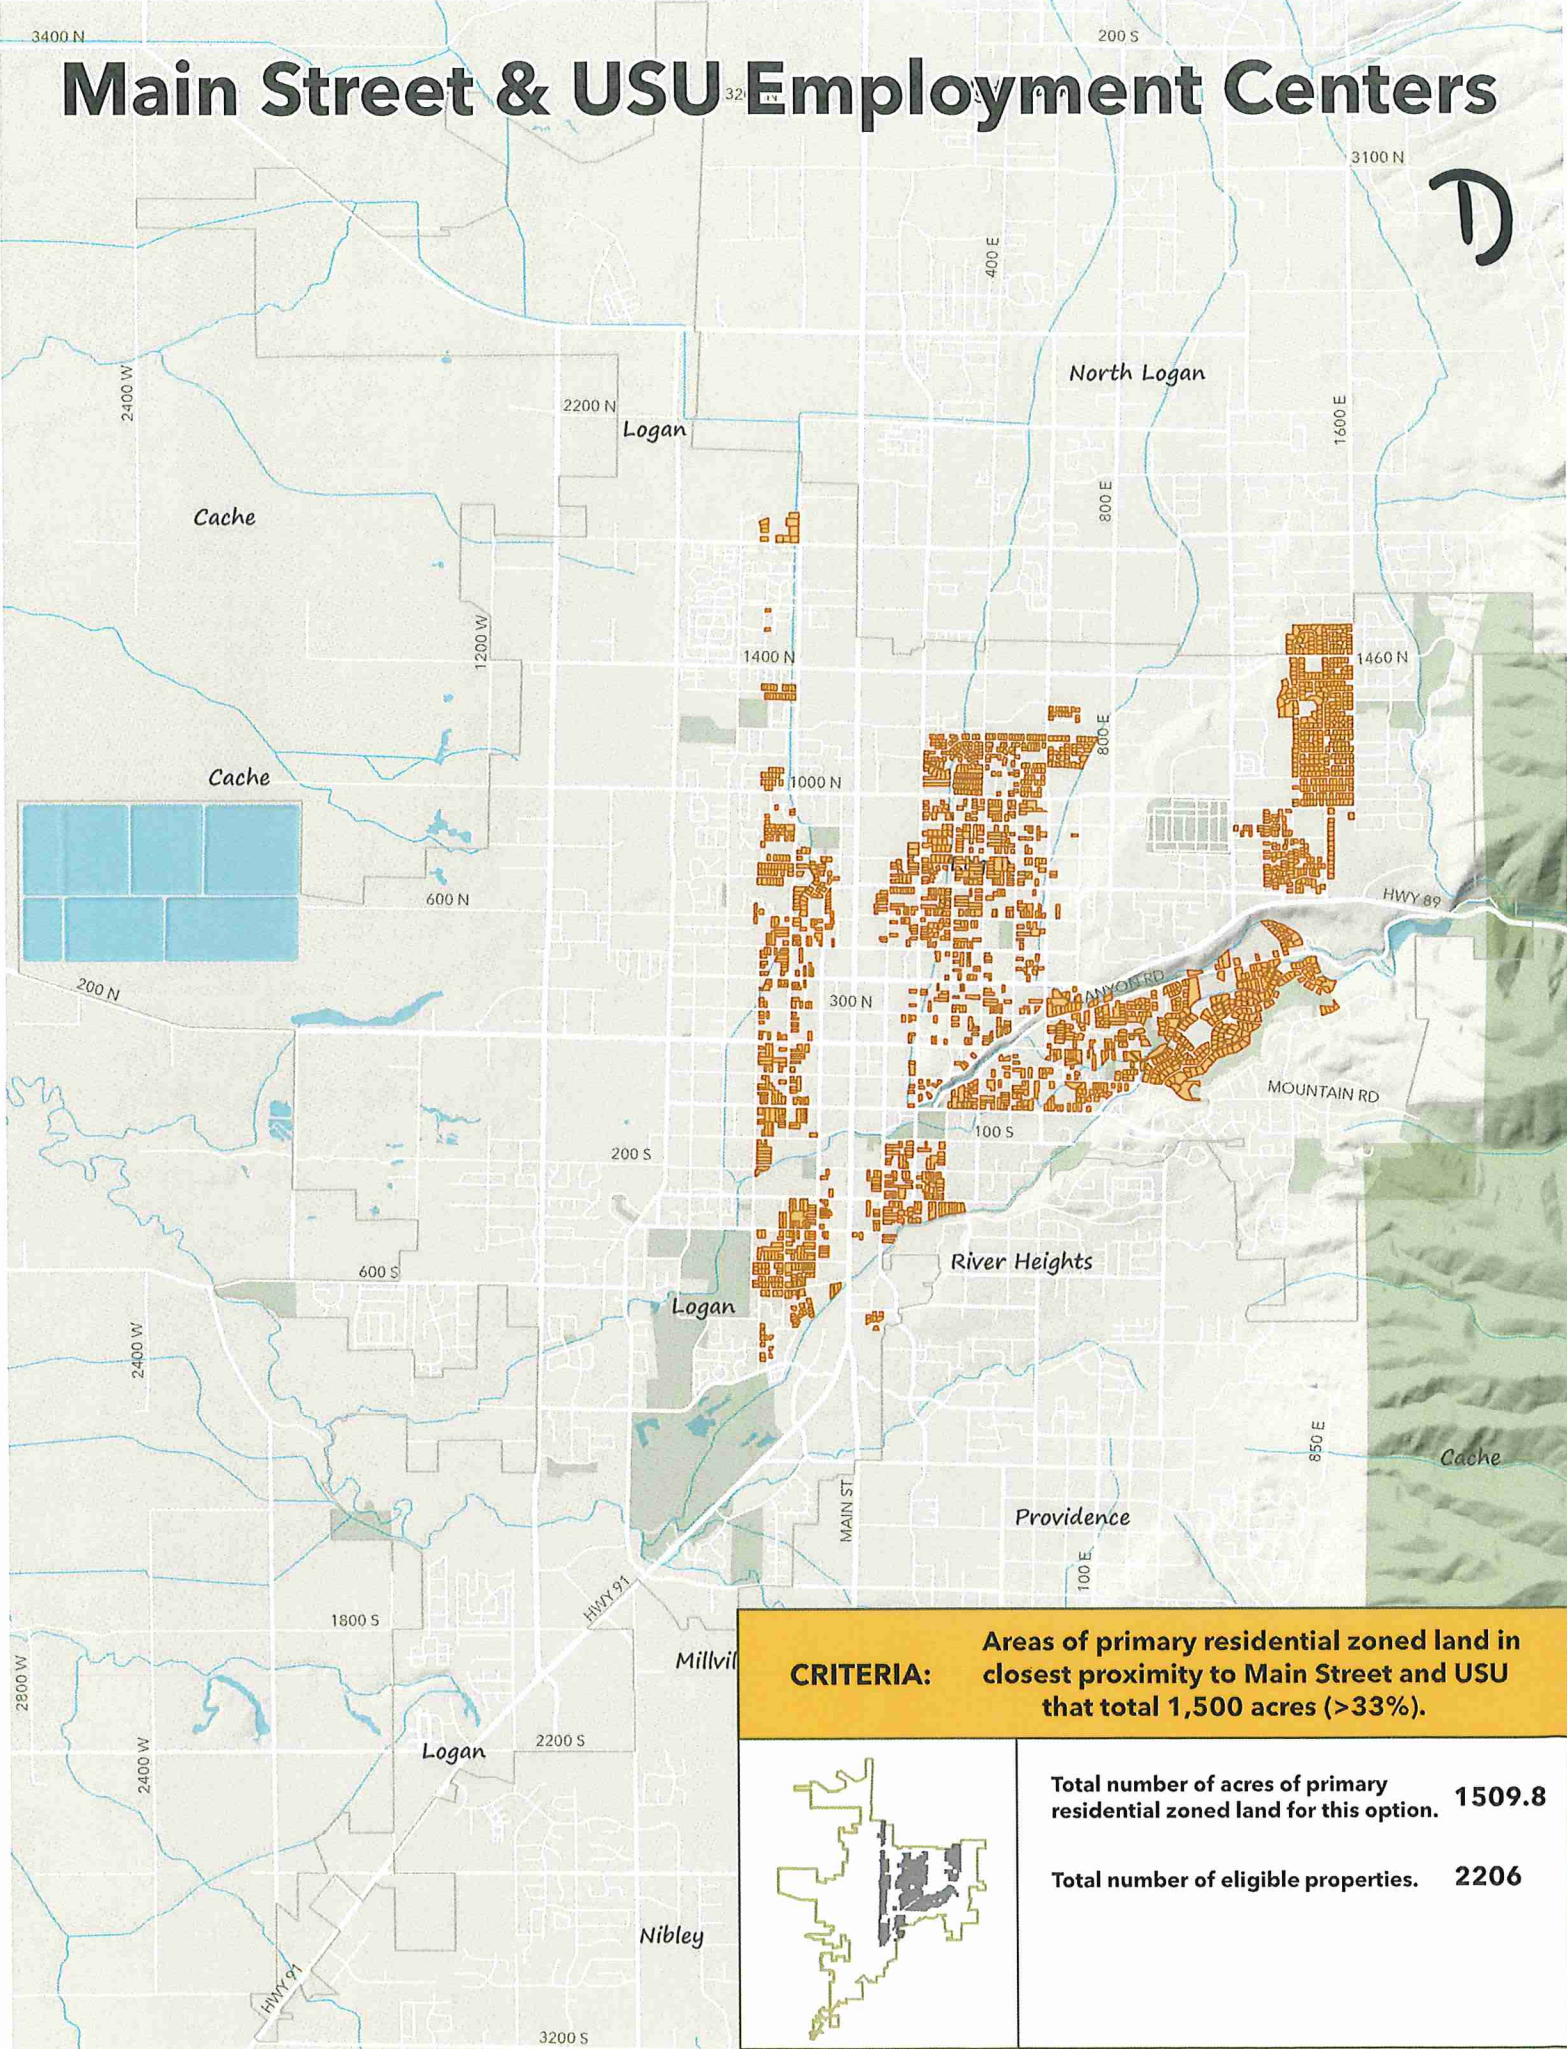 3400 N
200 S
Main Street & USU Employment Centers
3100 N
D
400 E
North Logan
2400 W
1600 E
2200 N
Logan
800 E
Cache
1200 W
1400 N
1460 N
800 E
Cache
1000 N
600 N
HWY 89
CANYON RD
200 N
300 N
MOUNTAIN RD
100 S
200 S
River Heights
600 S
Logan
2400 W
850 E
Cache
MAIN ST
Providence
100 E
HWY 91
1800 S
Millvil
2800 W
2200 S
Logan
2400 W
Nibley
HWY 91
3200 S
CRITERIA:
Areas of primary residential zoned land in
closest proximity to Main Street and USU
that total 1,500 acres (>33%).
Total number of acres of primary
residential zoned land for this option. 1509.8
Total number of eligible properties. 2206